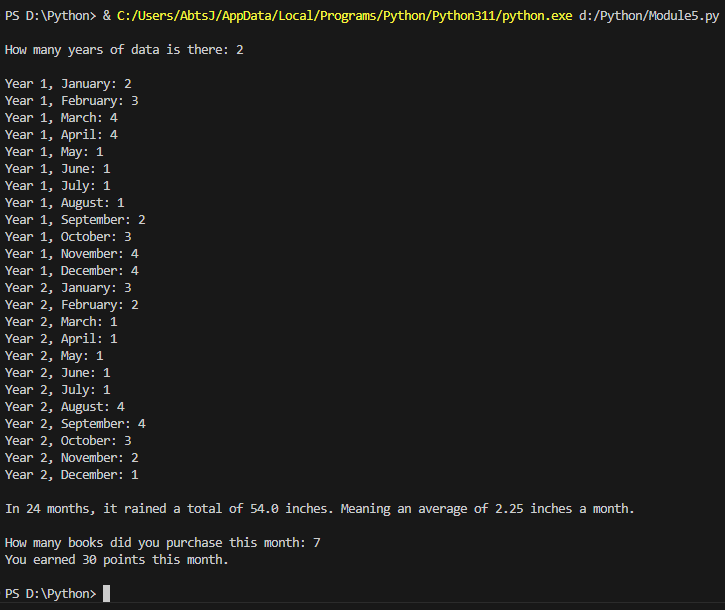 PS D:\Python> & C:/Users/AbtsJ/AppData/Local/Programs/Python/Python311/python.exe d:/Python/Module5.py
How many years of data is there: 2
Year 1, January: 2
Year 1, February: 3
Year 1, March: 4
Year 1, April: 4
Year 1, May: 1
Year 1, June: 1
Year 1, July: 1
Year 1, August: 1
Year 1, September: 2
Year 1, October: 3
Year 1, November: 4
Year 1, December: 4
Year 2, January: 3
Year 2, February: 2
Year 2, March: 1
Year 2, April: 1
Year 2, May: 1
Year 2, June: 1
Year 2, July: 1
Year 2, August: 4
Year 2, September: 4
Year 2, October: 3
Year 2, November: 2
Year 2, December: 1
In 24 months, it rained a total of 54.0 inches. Meaning an average of 2.25 inches a month.
How many books did you purchase this month: 7
You earned 30 points this month.
PS D:\Python>